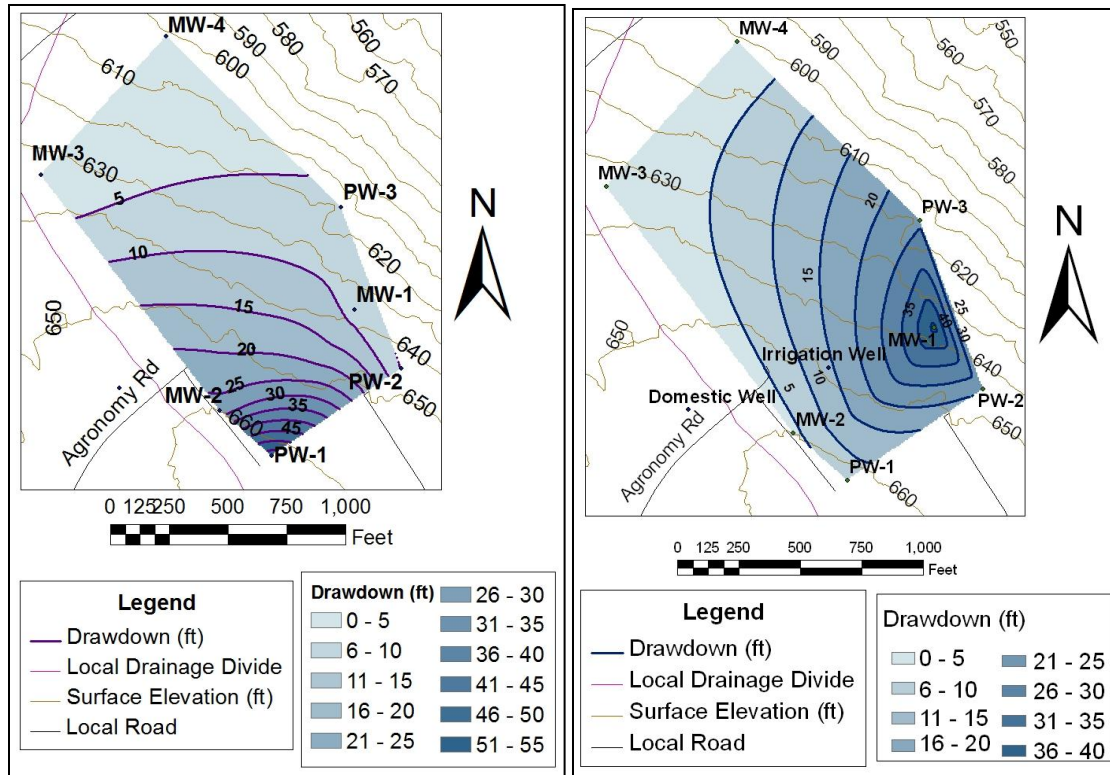 MW-4
590
580
560
610
600
570
MW-3
630
5
PW-3
N
10
620
MW-1
650
15
640
20
PW-2
25
650
MW-2
30
35
660
45
Agronomy Rd
PW-1
0 125 250 500 750 1,000
Feet
Legend
Drawdown (ft)
Local Drainage Divide
Surface Elevation (ft)
Local Road
Drawdown (ft)
0 - 5
6 - 10
11 - 15
16 - 20
21 - 25
26 - 30
31 - 35
36 - 40
41 - 45
46 - 50
51 - 55
MW-4
590
560
550
600
570
610
580
MW-3
630
20
PW-3
N
620
15
35
40
25
30
650
MW-1
Irrigation Well
640
5
10
Domestic Well
PW-2
MW-2
650
Agronomy Rd
PW-1
660
0 125 250 500 750 1,000
Feet
Legend
Drawdown (ft)
Local Drainage Divide
Surface Elevation (ft)
Local Road
Drawdown (ft)
0 - 5
6 - 10
11 - 15
16 - 20
21 - 25
26 - 30
31 - 35
36 - 40